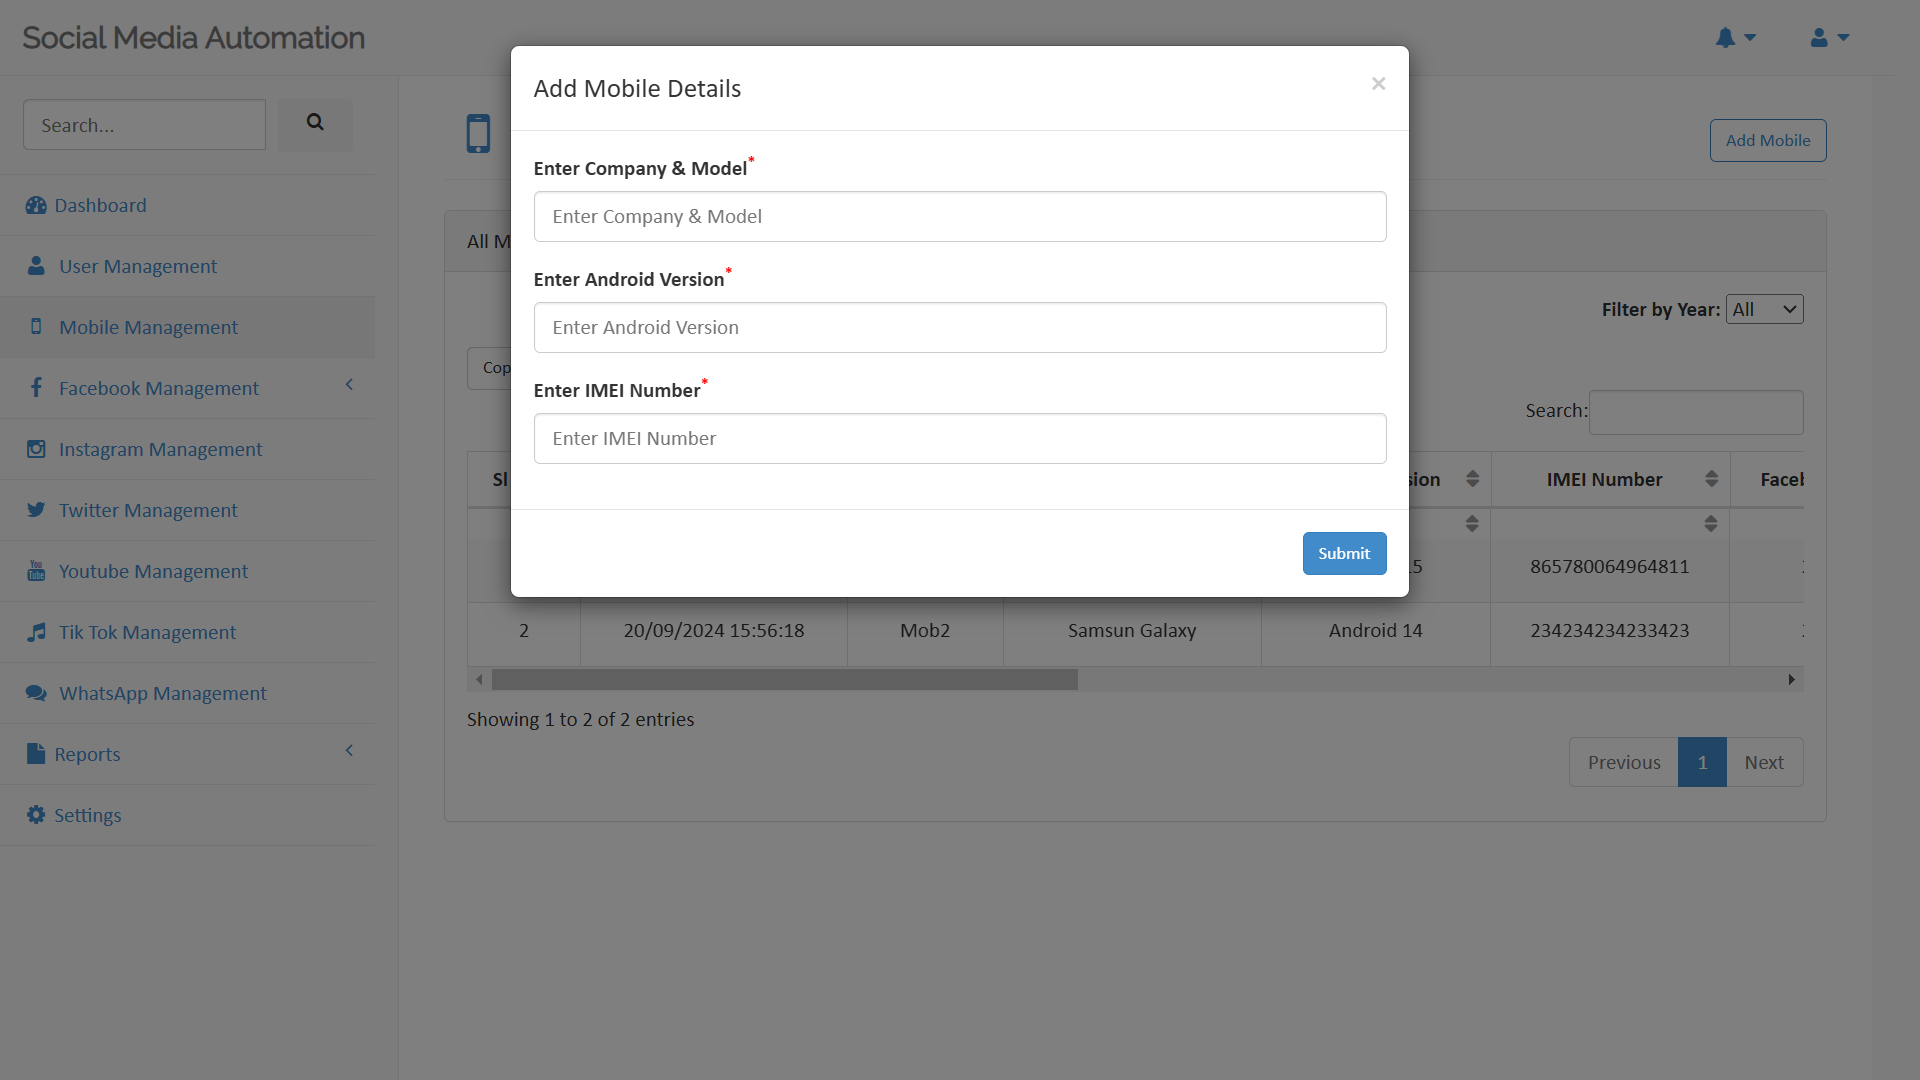 Social Media Automation
Add Mobile Details
×
Search...
Add Mobile
Enter Company & Model*
Enter Company & Model
Dashboard
User Management
All M
Enter Android Version*
Enter Android Version
Filter by Year: All
Mobile Management
Cop
Facebook Management
Enter IMEI Number*
Enter IMEI Number
Search:
Instagram Management
Sl
sion
IMEI Number
Faceb
Twitter Management
Submit
15
865780064964811
You
Tube
Youtube Management
2
20/09/2024 15:56:18
Mob2
Samsun Galaxy
Android 14
234234234233423
Tik Tok Management
WhatsApp Management
Showing 1 to 2 of 2 entries
Reports
Previous
1
Next
Settings